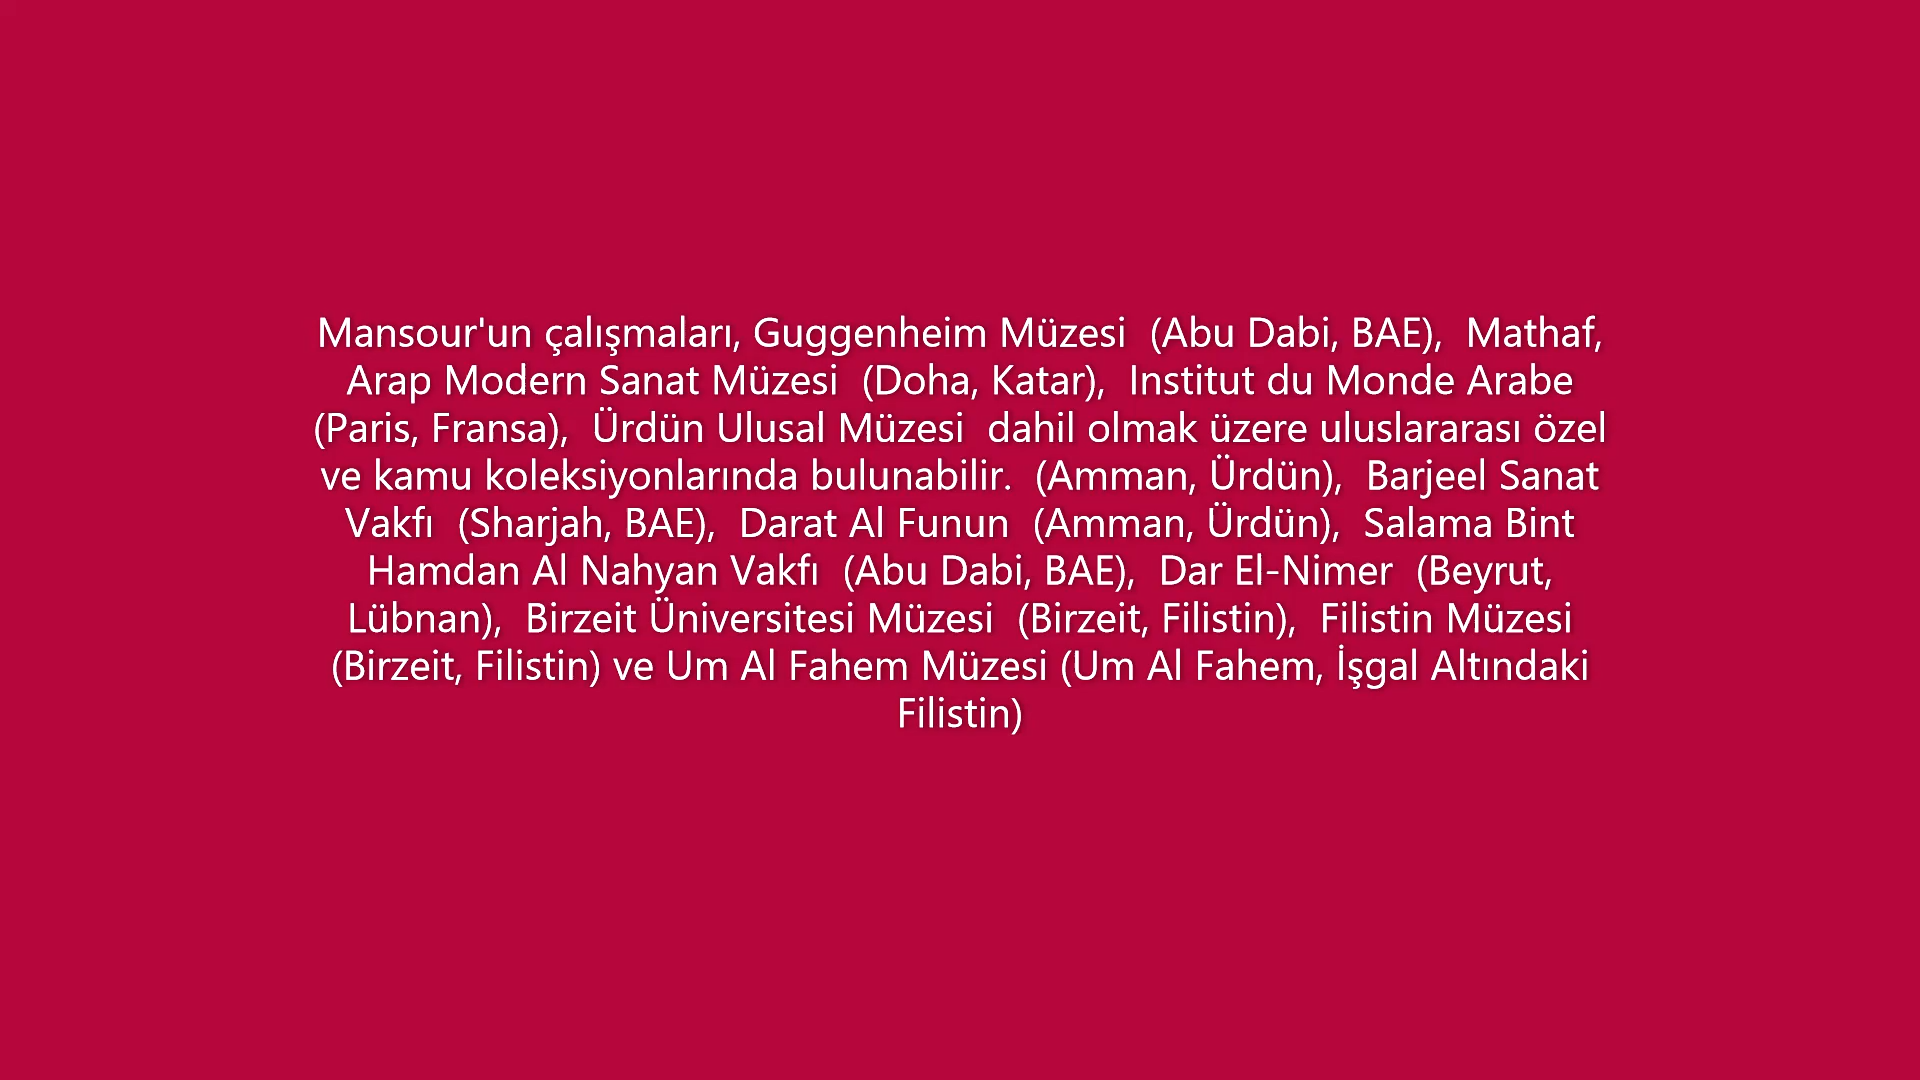 Mansour'un çalışmaları, Guggenheim Müzesi  (Abu Dabi, BAE),  Mathaf,
Arap Modern Sanat Müzesi  (Doha, Katar),  Institut du Monde Arabe
(Paris, Fransa),  Ürdün Ulusal Müzesi  dahil olmak üzere uluslararası özel
ve kamu koleksiyonlarında bulunabilir.  (Amman, Ürdün),  Barjeel Sanat
Vakfı  (Sharjah, BAE),  Darat Al Funun  (Amman, Ürdün),  Salama Bint
Hamdan Al Nahyan Vakfı  (Abu Dabi, BAE),  Dar El-Nimer  (Beyrut,
Lübnan),  Birzeit Üniversitesi Müzesi  (Birzeit, Filistin),  Filistin Müzesi
(Birzeit, Filistin) ve Um Al Fahem Müzesi (Um Al Fahem, İşgal Altındaki
Filistin)